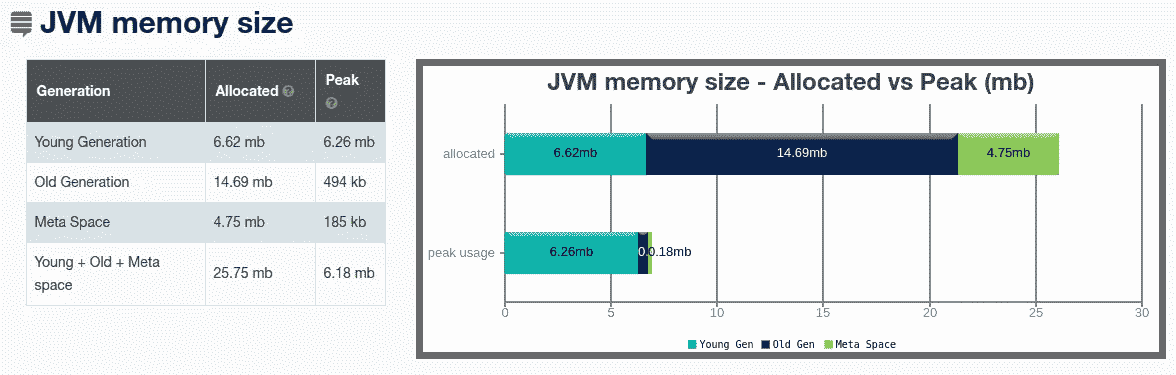 JVM memory size
Generation Allocated ? Peak ?
Young Generation 6.62 mb 6.26 mb
Old Generation 14.69 mb 494 kb
Meta Space 4.75 mb 185 kb
Young + Old + Meta
space 25.75 mb 6.18 mb
JVM memory size - Allocated vs Peak (mb)
allocated 6.62mb 14.69mb 4.75mb
peak usage 6.26mb 0.18mb
0 5 10 15 20 25 30
Young Gen Old Gen Meta Space